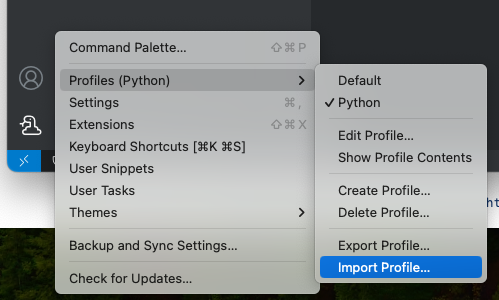 Command Palette... ⇧⌘P
Profiles (Python) >
Settings ⌘,
Extensions ⇧⌘X
Keyboard Shortcuts [⌘K ⌘S]
User Snippets
User Tasks
Themes >
Backup and Sync Settings...
Check for Updates...
Default
✓ Python
Edit Profile...
Show Profile Contents
Create Profile...
Delete Profile...
Export Profile...
Import Profile...
ht